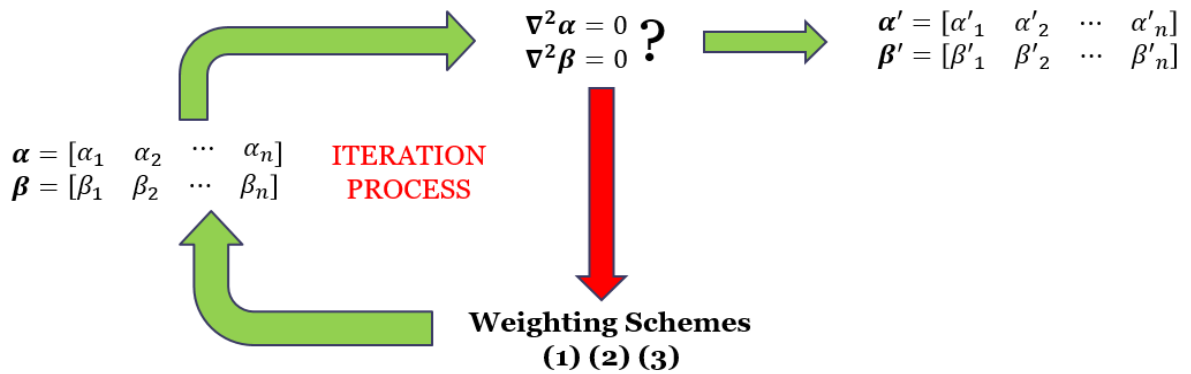 ∇²α = 0
∇²β = 0 ?
α′ = [α′₁ α′₂ ⋯ α′ₙ]
β′ = [β′₁ β′₂ ⋯ β′ₙ]
α = [α₁ α₂ ⋯ αₙ]
β = [β₁ β₂ ⋯ βₙ]
ITERATION
PROCESS
Weighting Schemes
(1) (2) (3)